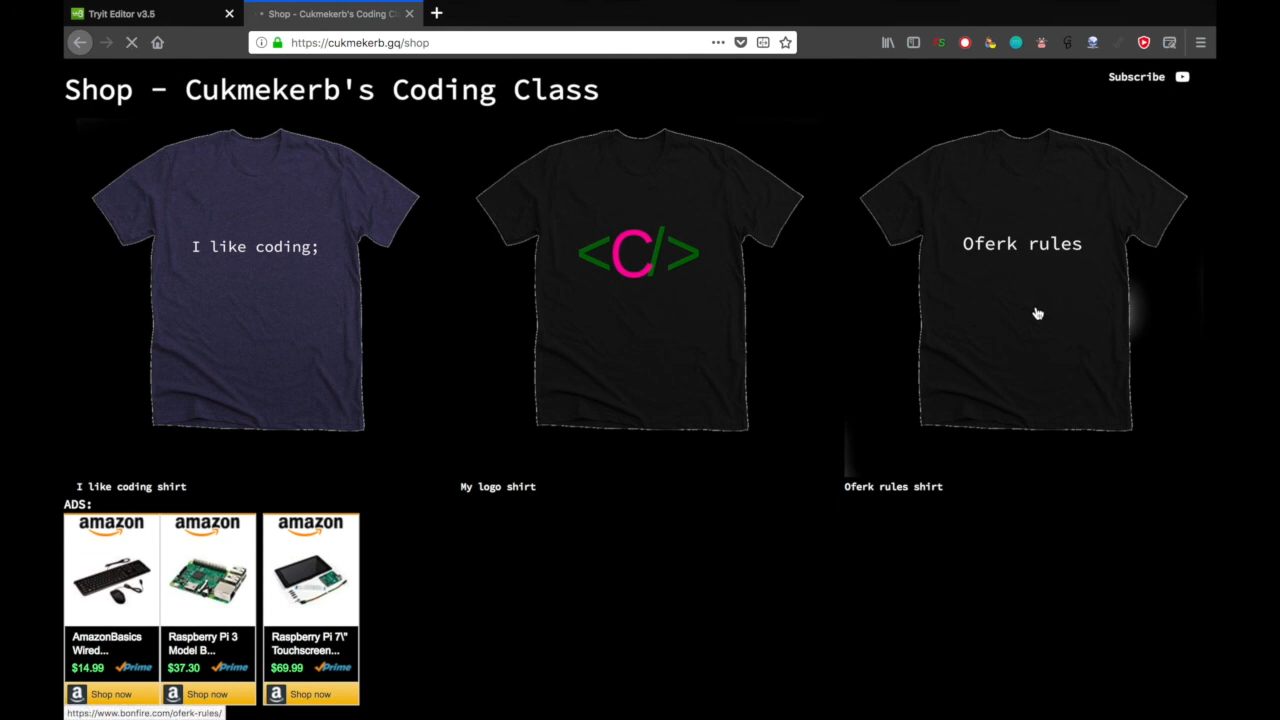 Tryit Editor v3.5
Shop - Cukmekerb's Coding Cl
https://cukmekerb.gq/shop
Shop - Cukmekerb's Coding Class
Subscribe
I like coding;
<C/>
Oferk rules
I like coding shirt
My logo shirt
Oferk rules shirt
ADS:
amazon
amazon
amazon
AmazonBasics
Wired...
$14.99
Prime
Shop now
Raspberry Pi 3
Model B...
$37.30
Prime
Shop now
Raspberry Pi 7\"
Touchscreen...
$69.99
Prime
Shop now
https://www.bonfire.com/oferk-rules/